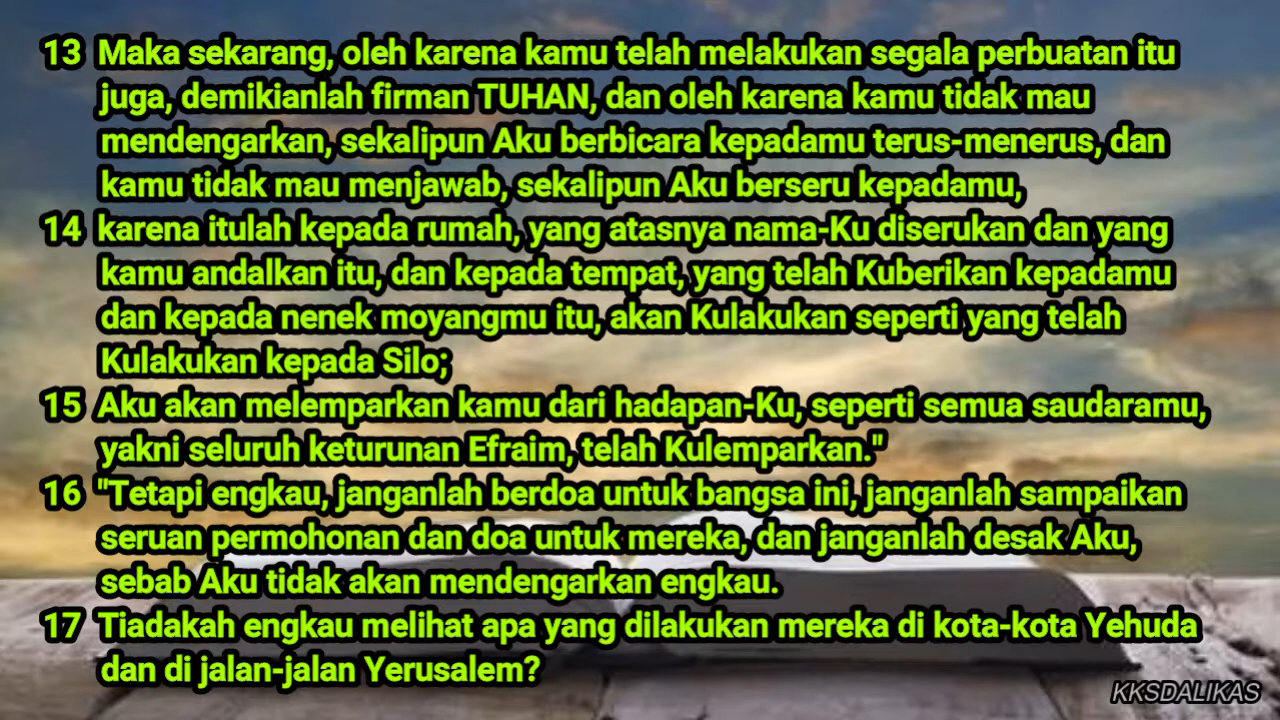 13 Maka sekarang, oleh karena kamu telah melakukan segala perbuatan itu
juga, demikianlah firman TUHAN, dan oleh karena kamu tidak mau
mendengarkan, sekalipun Aku berbicara kepadamu terus-menerus, dan
kamu tidak mau menjawab, sekalipun Aku berseru kepadamu,
14 karena itulah kepada rumah, yang atasnya nama-Ku diserukan dan yang
kamu andalkan itu, dan kepada tempat, yang telah Kuberikan kepadamu
dan kepada nenek moyangmu itu, akan Kulakukan seperti yang telah
Kulakukan kepada Silo;
15 Aku akan melemparkan kamu dari hadapan-Ku, seperti semua saudaramu,
yakni seluruh keturunan Efraim, telah Kulemparkan."
16 "Tetapi engkau, janganlah berdoa untuk bangsa ini, janganlah sampaikan
seruan permohonan dan doa untuk mereka, dan janganlah desak Aku,
sebab Aku tidak akan mendengarkan engkau.
17 Tiadakah engkau melihat apa yang dilakukan mereka di kota-kota Yehuda
dan di jalan-jalan Yerusalem?
KKSDALIKAS